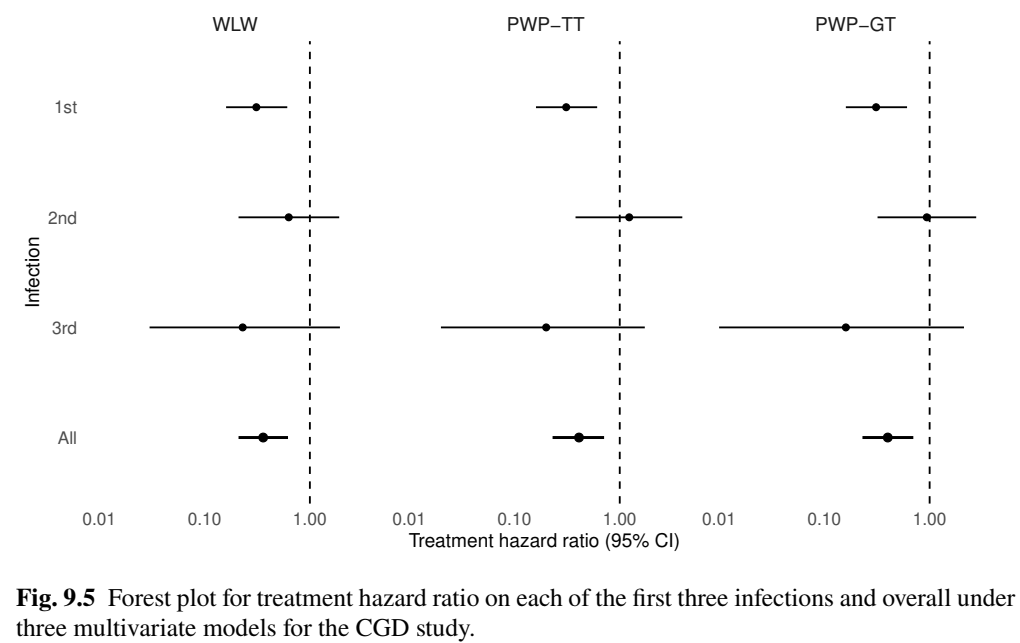 WLW PWP−TT PWP−GT
1st
2nd
Infection
3rd
All
0.01 0.10 1.00 0.01 0.10 1.00 0.01 0.10 1.00
Treatment hazard ratio (95% CI)
Fig. 9.5 Forest plot for treatment hazard ratio on each of the first three infections and overall under
three multivariate models for the CGD study.